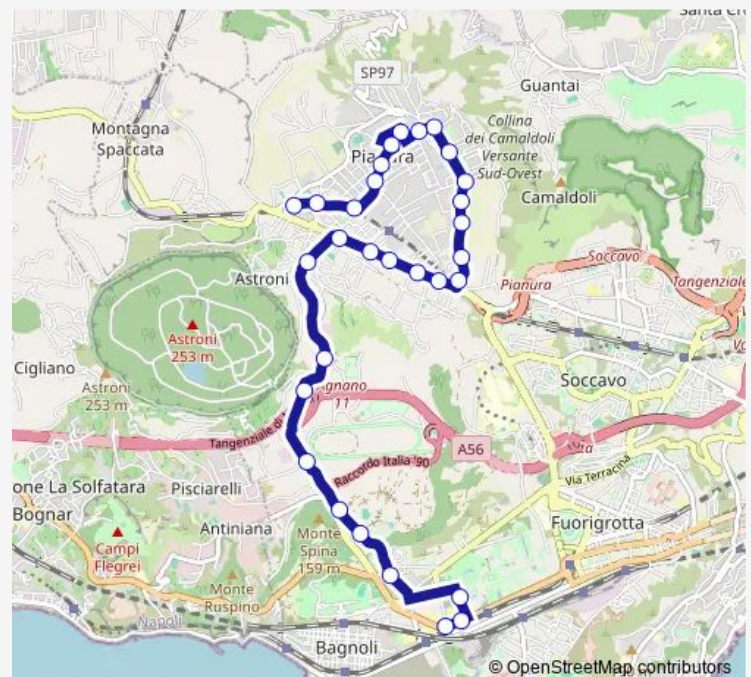 Santa Cr
SP97
Guantai
Montagna
Spaccata
Collina
dei Camaldoli
Versante
Sud-Ovest
Camaldoli
Astroni
Soccavo
Pianura
Tangenziale
Astroni
253 m
Cigliano
Astroni
253 m
Soccavo
11
Tangenziale di
A56
Raccordo Italia '90
Via Terracina
one La Solfatara
Bognar
Pisciarelli
Antiniana
Fuorigrotta
Campi
Flegrei
Monte
Spina
159 m
Monte
Ruspino
Napoli
Bagnoli
© OpenStreetMap contributors